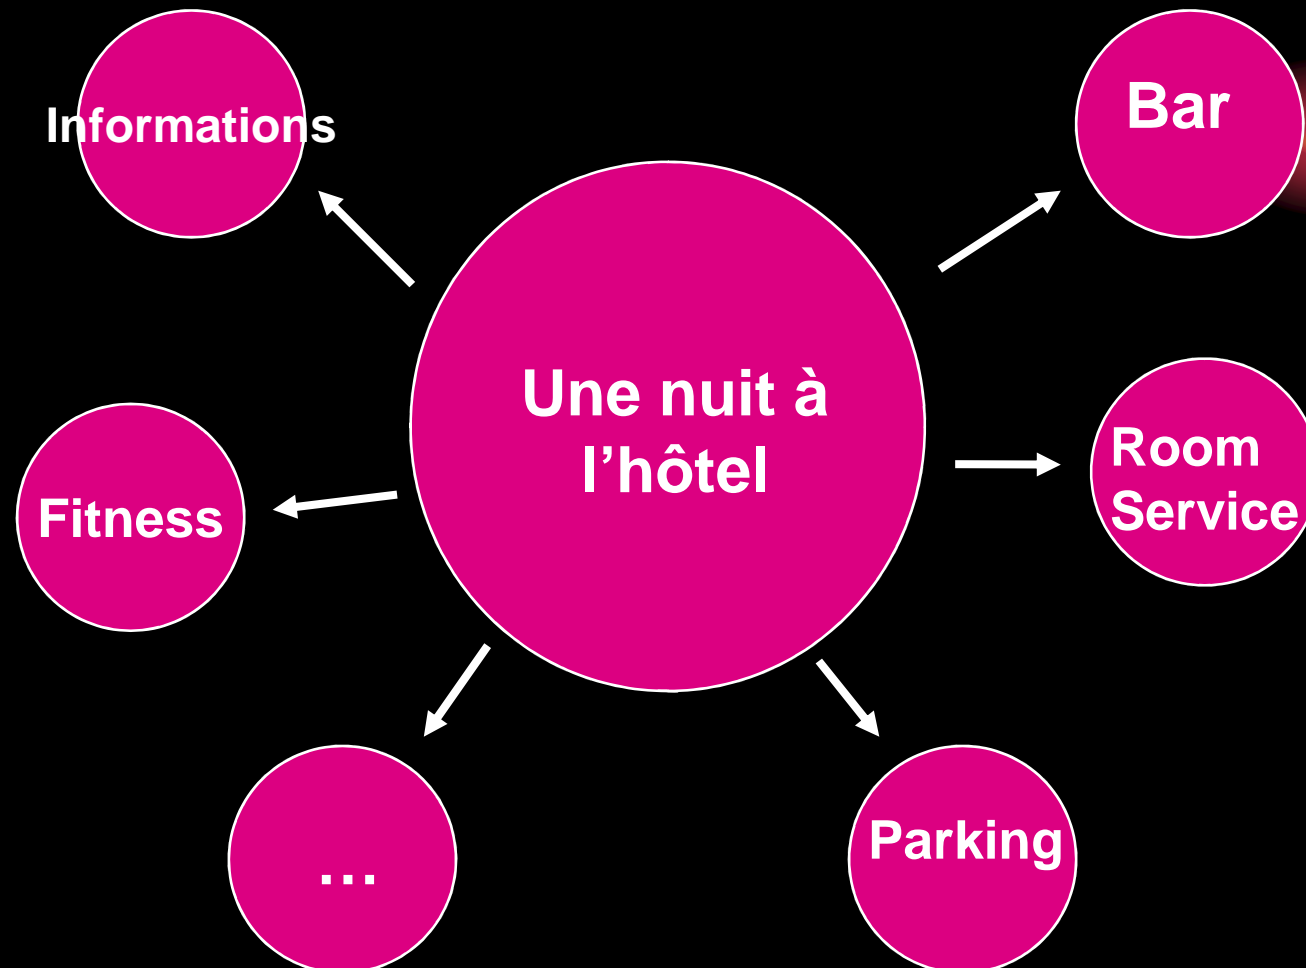 Informations
Bar
Une nuit à
l’hôtel
Room
Service
Fitness
Parking
…